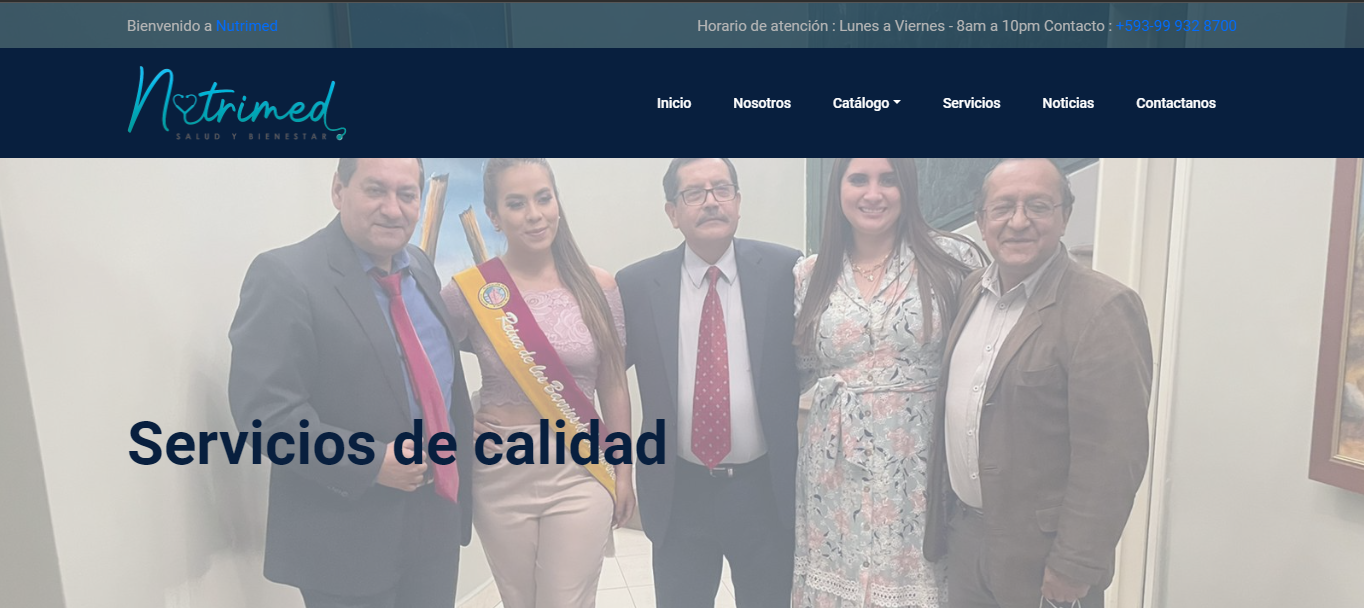 Bienvenido a Nutrimed
Horario de atención : Lunes a Viernes - 8am a 10pm Contacto : +593-99 932 8700
Nutrimed
SALUD Y BIENESTAR
Inicio Nosotros Catálogo Servicios Noticias Contactanos
Reina de los Barrios
Servicios de calidad